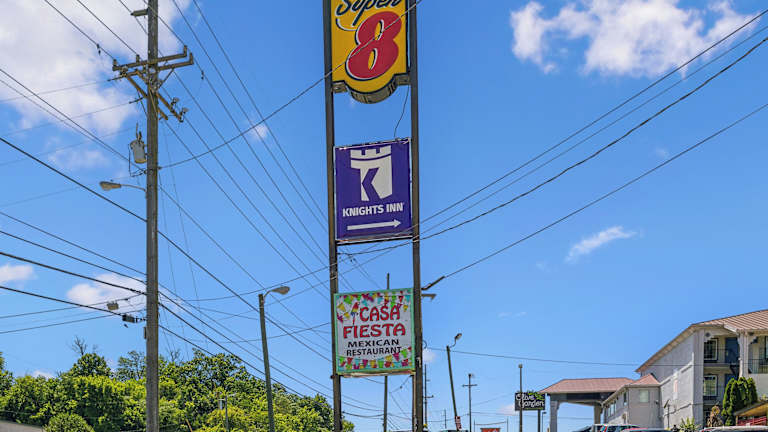 Super
8
K
KNIGHTS INN
CASA
FIESTA
MEXICAN
RESTAURANT
Olive
Garden